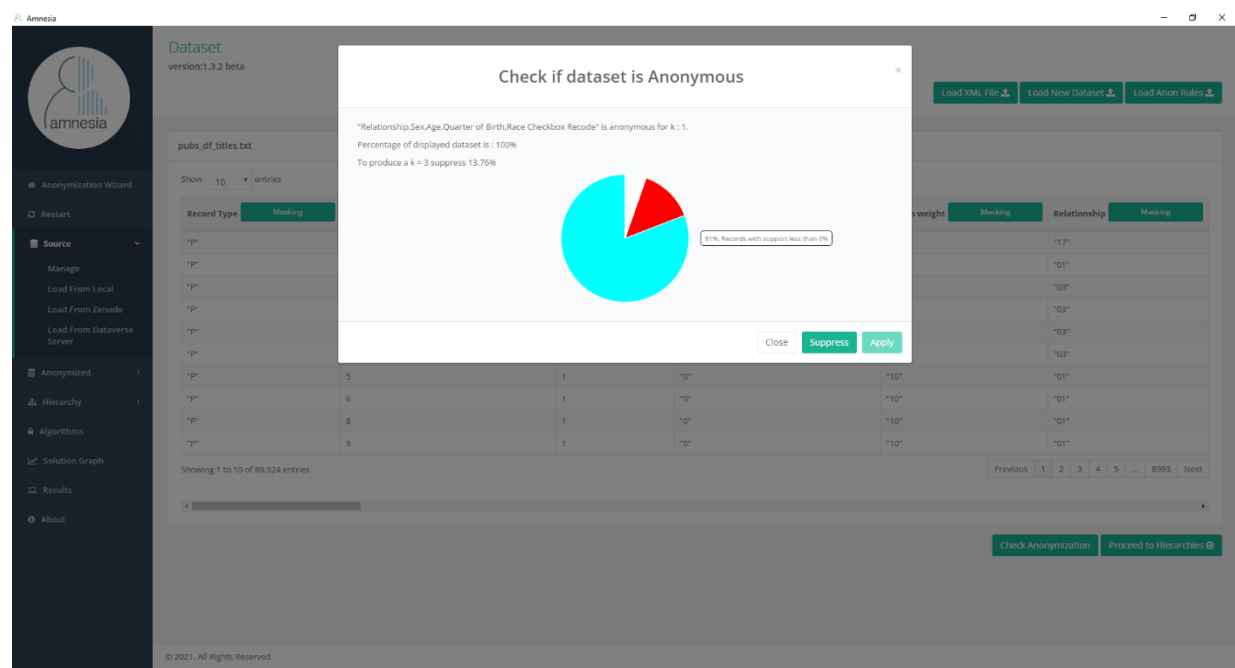 Amnesia
amnesia
Anonymization Wizard
Restart
Source
Manage
Load From Local
Load From Zenodo
Load From Dataverse
Server
Anonymized
Hierarchy
Algorithms
Solution Graph
Results
About
Dataset
version:1.3.2 beta
Load XML File
Load New Dataset
Load Anon Rules
pubs_df_titles.txt
Show 10 entries
Record Type Masking weight Masking Relationship Masking
"P" "17"
"P" "01"
"P" "03"
"P" "03"
"P" "03"
"P" "03"
"P" 5 1 "0" "10" "01"
"P" 6 1 "0" "10" "01"
"P" 8 1 "0" "10" "01"
"P" 9 1 "0" "10" "01"
Showing 1 to 10 of 89,924 entries
Previous 1 2 3 4 5 ... 8993 Next
Check Anonymization
Proceed to Hierarchies
© 2021. All Rights Reserved.
Check if dataset is Anonymous
×
"Relationship,Sex,Age,Quarter of Birth,Race Checkbox Recode" is anonymous for k : 1.
Percentage of displayed dataset is : 100%
To produce a k = 3 suppress 13.76%
81%, Records with support less than 0%
Close Suppress Apply